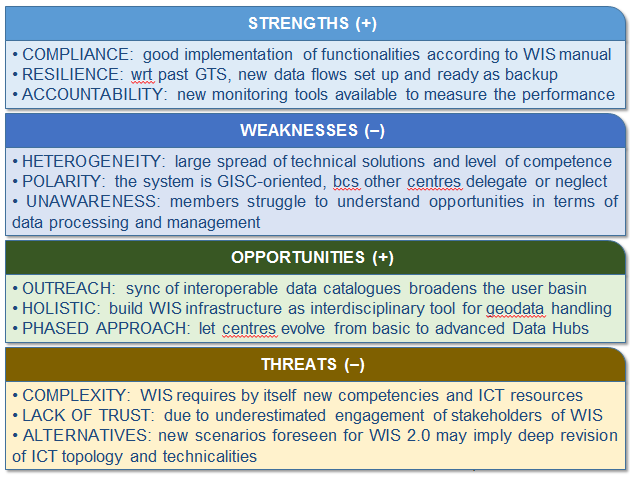 STRENGTHS (+)
• COMPLIANCE: good implementation of functionalities according to WIS manual
• RESILIENCE: wrt past GTS, new data flows set up and ready as backup
• ACCOUNTABILITY: new monitoring tools available to measure the performance
WEAKNESSES (–)
• HETEROGENEITY: large spread of technical solutions and level of competence
• POLARITY: the system is GISC-oriented, bcs other centres delegate or neglect
• UNAWARENESS: members struggle to understand opportunities in terms of
data processing and management
OPPORTUNITIES (+)
• OUTREACH: sync of interoperable data catalogues broadens the user basin
• HOLISTIC: build WIS infrastructure as interdisciplinary tool for geodata handling
• PHASED APPROACH: let centres evolve from basic to advanced Data Hubs
THREATS (–)
• COMPLEXITY: WIS requires by itself new competencies and ICT resources
• LACK OF TRUST: due to underestimated engagement of stakeholders of WIS
• ALTERNATIVES: new scenarios foreseen for WIS 2.0 may imply deep revision
of ICT topology and technicalities